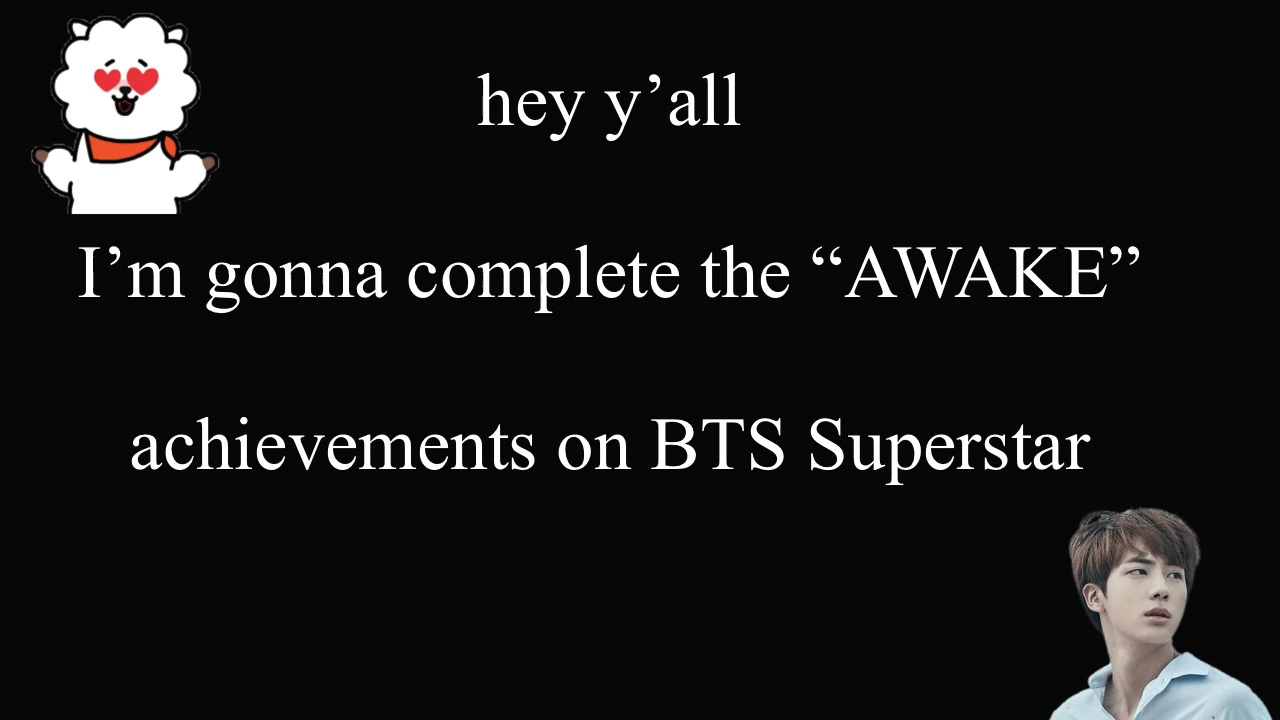 hey y’all
I’m gonna complete the “AWAKE”
achievements on BTS Superstar